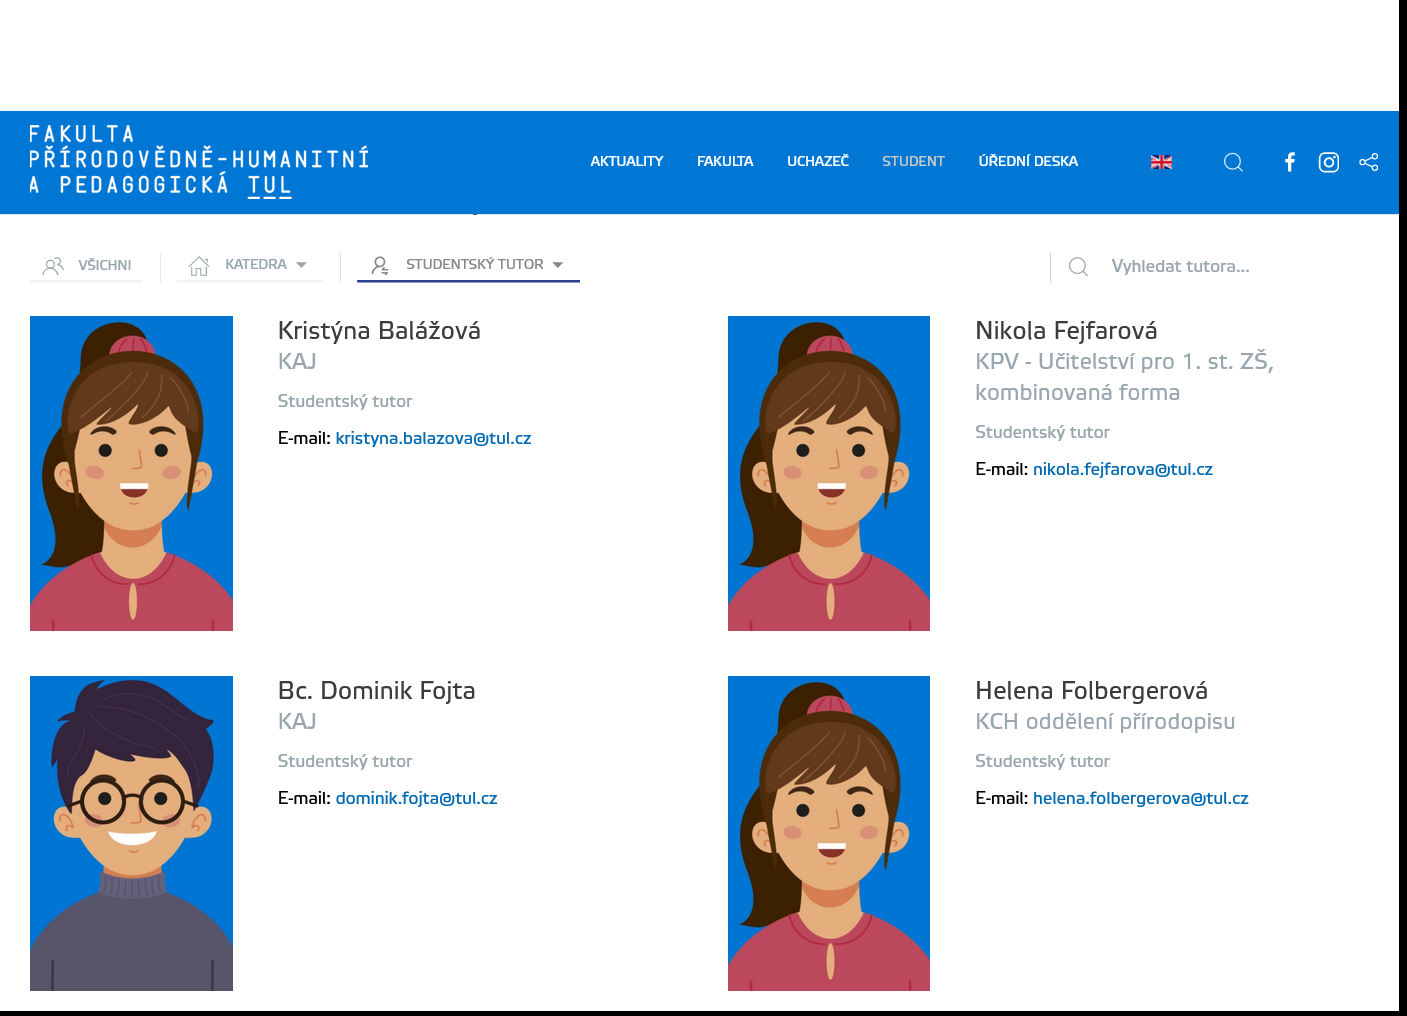 FAKULTA
PŘÍRODOVĚDNĚ-HUMANITNÍ
A PEDAGOGICKÁ TUL
AKTUALITY FAKULTA UCHAZEČ STUDENT ÚŘEDNÍ DESKA
VŠICHNI KATEDRA STUDENTSKÝ TUTOR Vyhledat tutora...
Kristýna Balážová
KAJ
Studentský tutor
E-mail: kristyna.balazova@tul.cz
Nikola Fejfarová
KPV - Učitelství pro 1. st. ZŠ,
kombinovaná forma
Studentský tutor
E-mail: nikola.fejfarova@tul.cz
Bc. Dominik Fojta
KAJ
Studentský tutor
E-mail: dominik.fojta@tul.cz
Helena Folbergerová
KCH oddělení přírodopisu
Studentský tutor
E-mail: helena.folbergerova@tul.cz